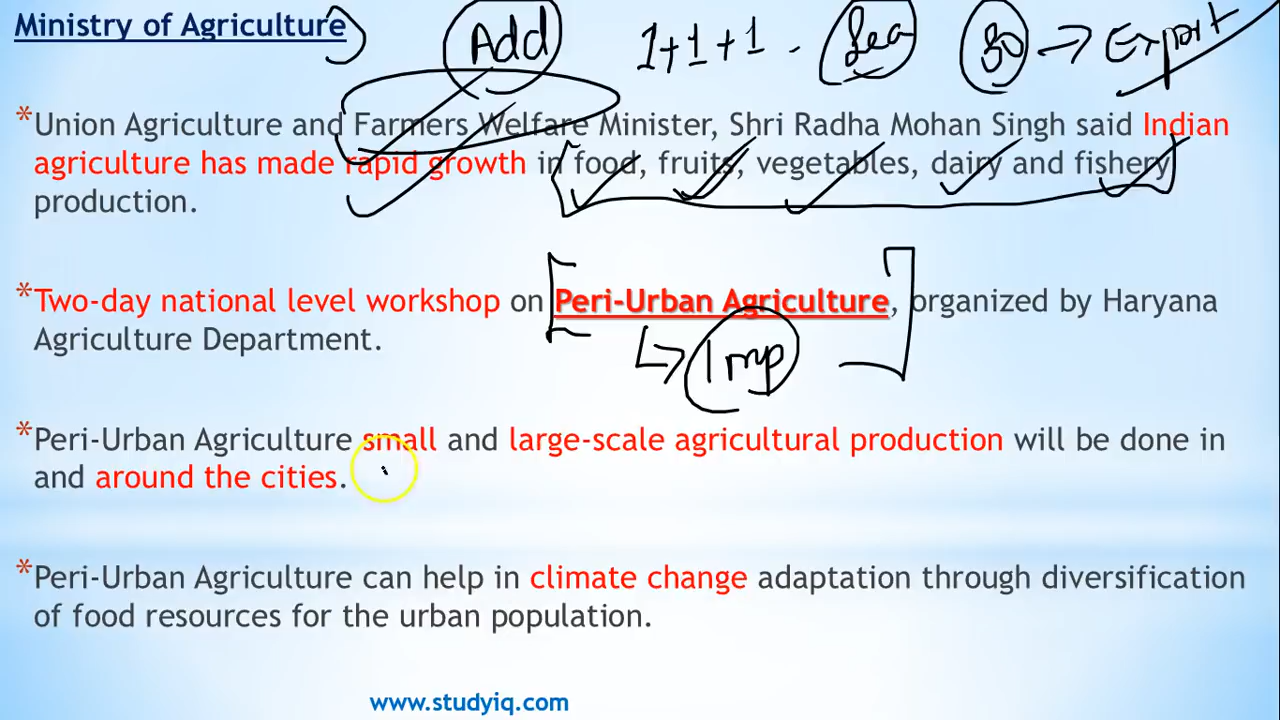 Ministry of Agriculture
Add 1+1+1 - → Export
*Union Agriculture and Farmers Welfare Minister, Shri Radha Mohan Singh said Indian
agriculture has made rapid growth in food, fruits, vegetables, dairy and fishery
production.
*Two-day national level workshop on Peri-Urban Agriculture, organized by Haryana
Agriculture Department.
Imp
*Peri-Urban Agriculture small and large-scale agricultural production will be done in
and around the cities.
*Peri-Urban Agriculture can help in climate change adaptation through diversification
of food resources for the urban population.
www.studyiq.com